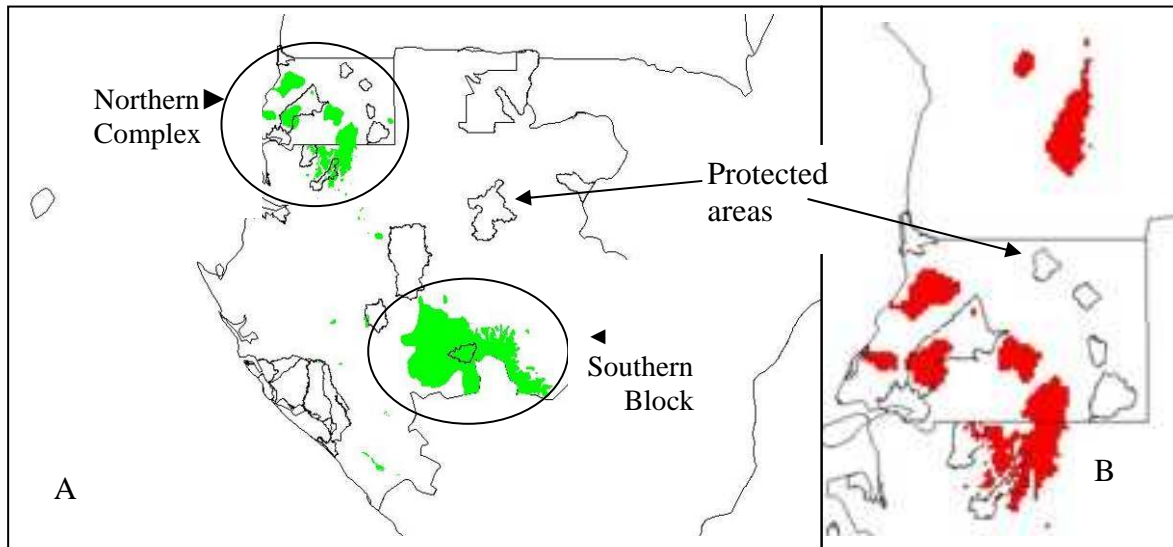 Northern
Complex
Protected
areas
Southern
Block
A
B